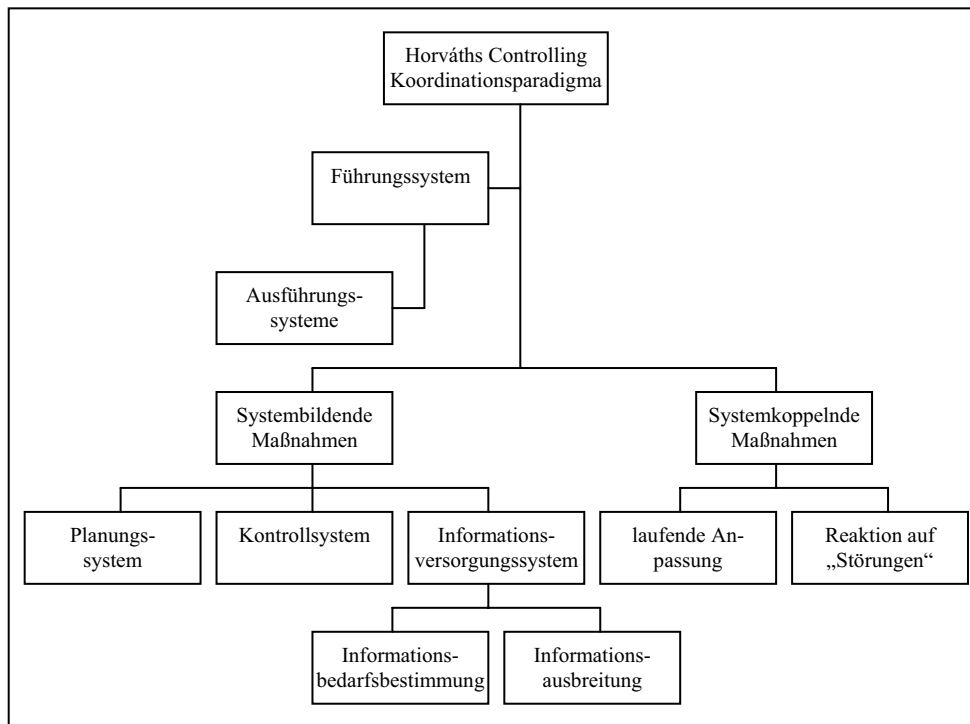 Horváths Controlling
Koordinationsparadigma
Führungssystem
Ausführungs-
systeme
Systembildende
Maßnahmen
Systemkoppelnde
Maßnahmen
Planungs-
system
Kontrollsystem
Informations-
versorgungssystem
laufende An-
passung
Reaktion auf
„Störungen“
Informations-
bedarfsbestimmung
Informations-
ausbreitung